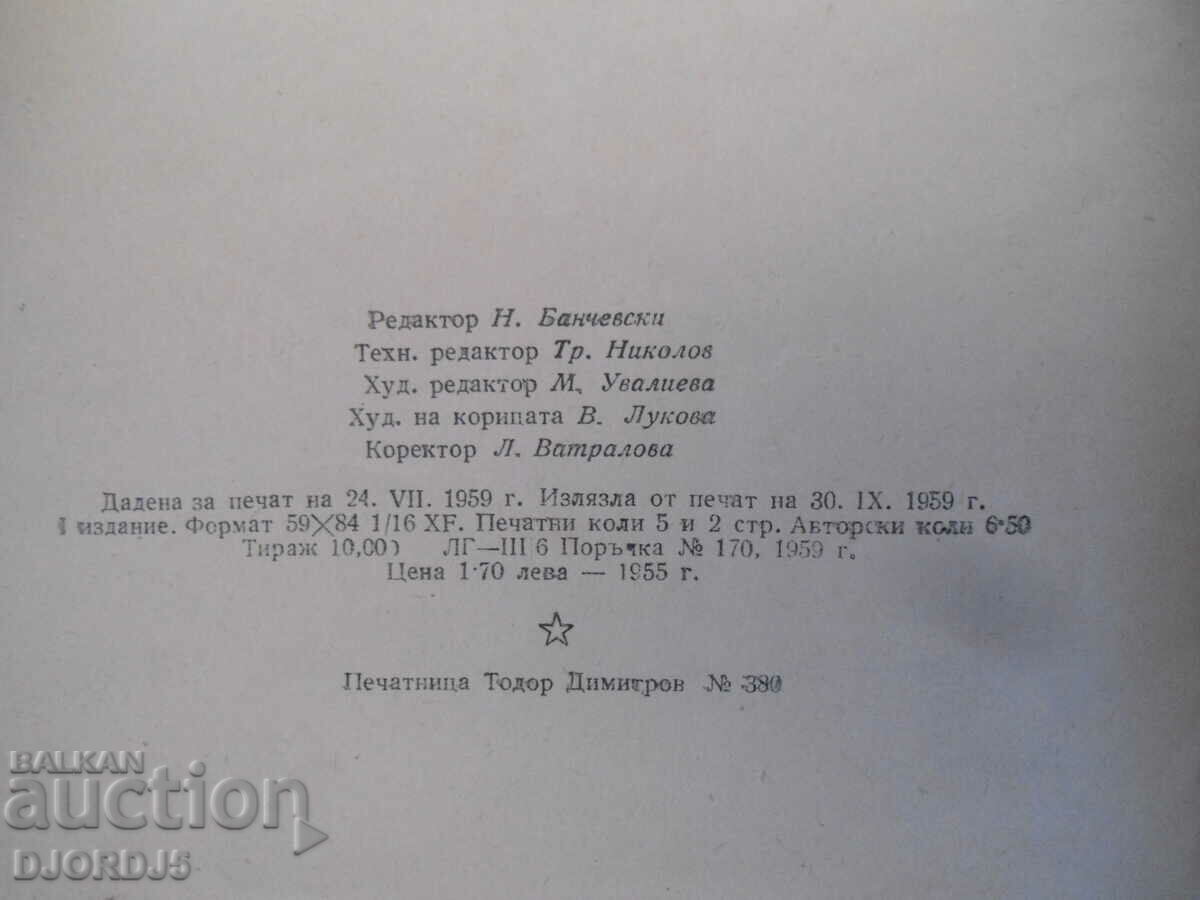 Редактор Н. Банчевски
Техн. редактор Тр. Николов
Худ. редактор М. Увалиева
Худ. на корицата В. Лукова
Коректор Л. Ватралова
Дадена за печат на 24. VII. 1959 г. Излязла от печат на 30. IX. 1959 г.
I издание. Формат 59×84 1/16 XF. Печатни коли 5 и 2 стр. Авторски коли 6·50
Тираж 10,000 ЛГ—III 6 Поръчка № 170, 1959 г.
Цена 1·70 лева — 1955 г.
Печатница Тодор Димитров № 380
BALKAN
auction
DJORDJ5